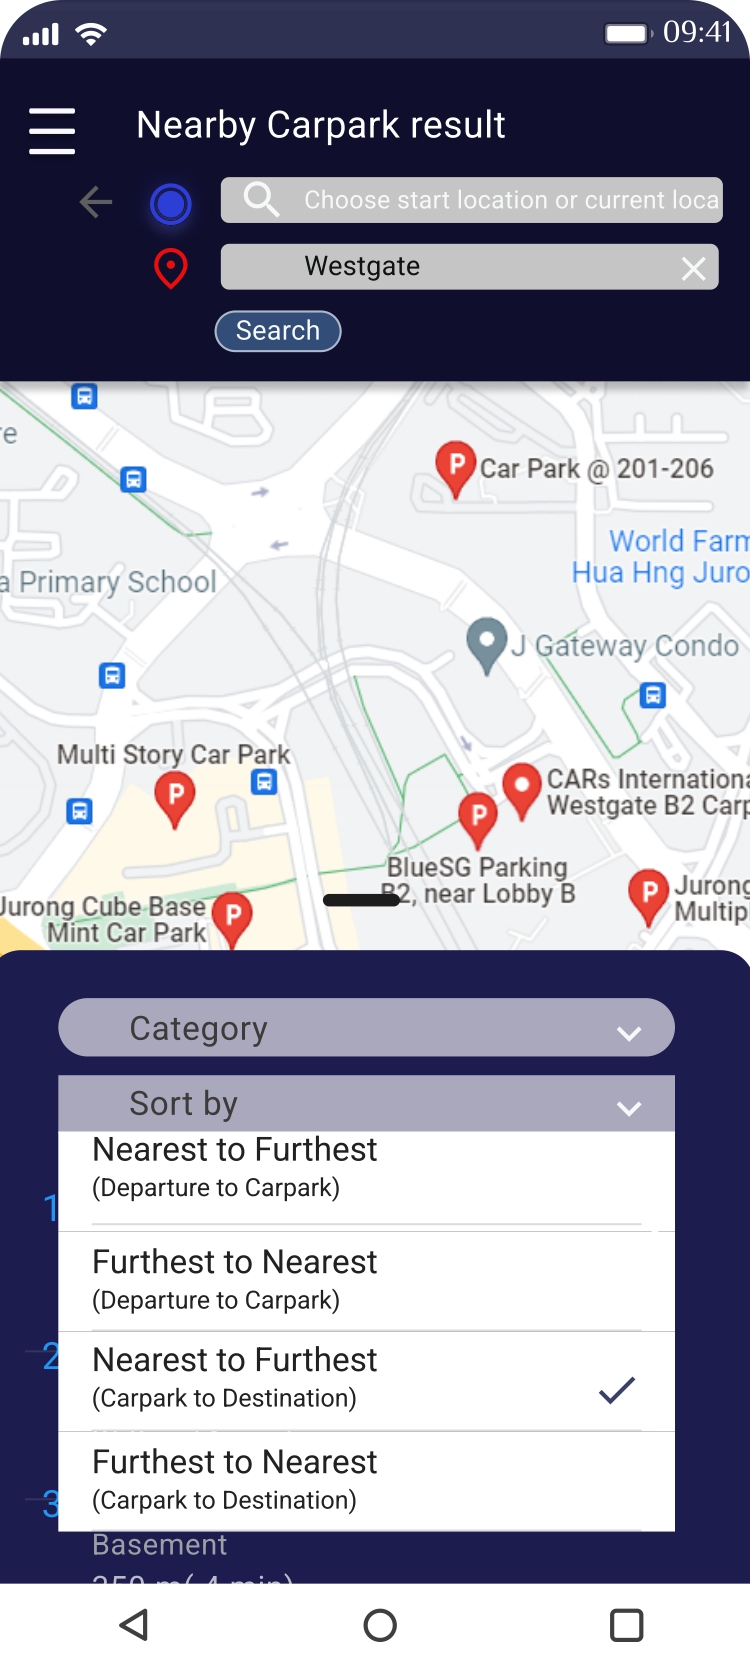 09:41
Nearby Carpark result
Choose start location or current loca
Westgate
Search
re
Car Park @ 201-206
World Farm
Hua Hng Juro
a Primary School
J Gateway Condo
Multi Story Car Park
CARs Internationa
Westgate B2 Carp
BlueSG Parking
B2, near Lobby B
Jurong Cube Base
Mint Car Park
Jurong
Multip
Category
Sort by
Nearest to Furthest
(Departure to Carpark)
1
Furthest to Nearest
(Departure to Carpark)
2
Nearest to Furthest
(Carpark to Destination)
Furthest to Nearest
(Carpark to Destination)
3
Basement
350 m( 4 min)